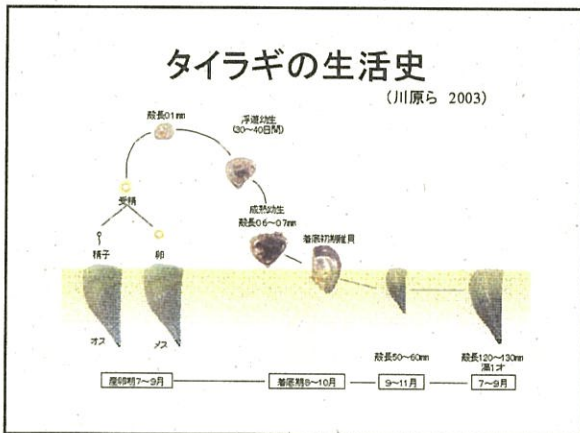 タイラギの生活史
(川原ら 2003)
殻長0.1mm
浮遊幼生
(30～40日間)
受精
成熟幼生
殻長0.6～0.7mm
着底初期稚貝
精子
卵
オス
メス
殻長50～60mm
殻長120～130mm
満1才
産卵期7～9月
着底期8～10月
9～11月
7～9月